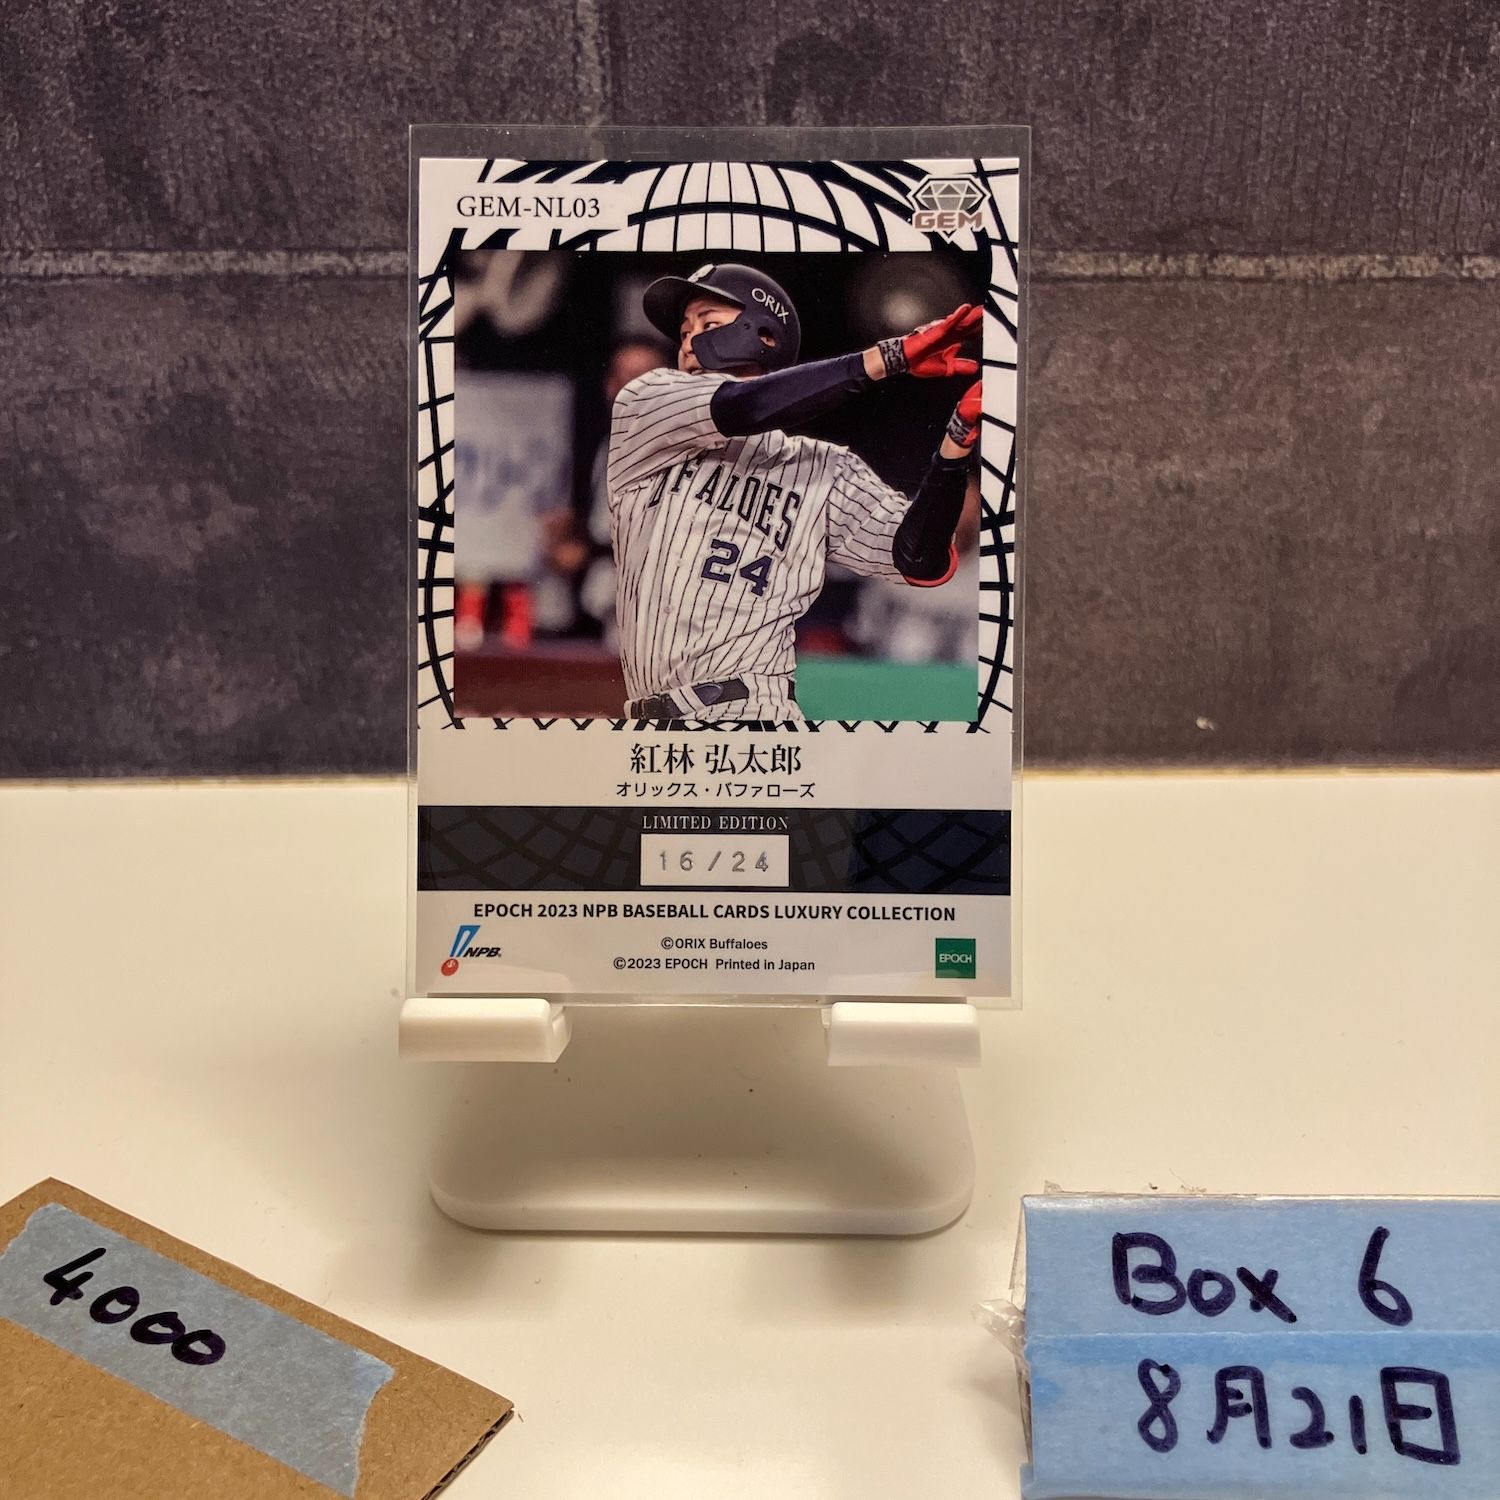 GEM-NL03
GEM
ORIX
UFFALOES
24
紅林 弘太郎
オリックス・バファローズ
LIMITED EDITION
16/24
EPOCH 2023 NPB BASEBALL CARDS LUXURY COLLECTION
NPB
©ORIX Buffaloes
©2023 EPOCH Printed in Japan
EPOCH
4000
Box 6
8月21日